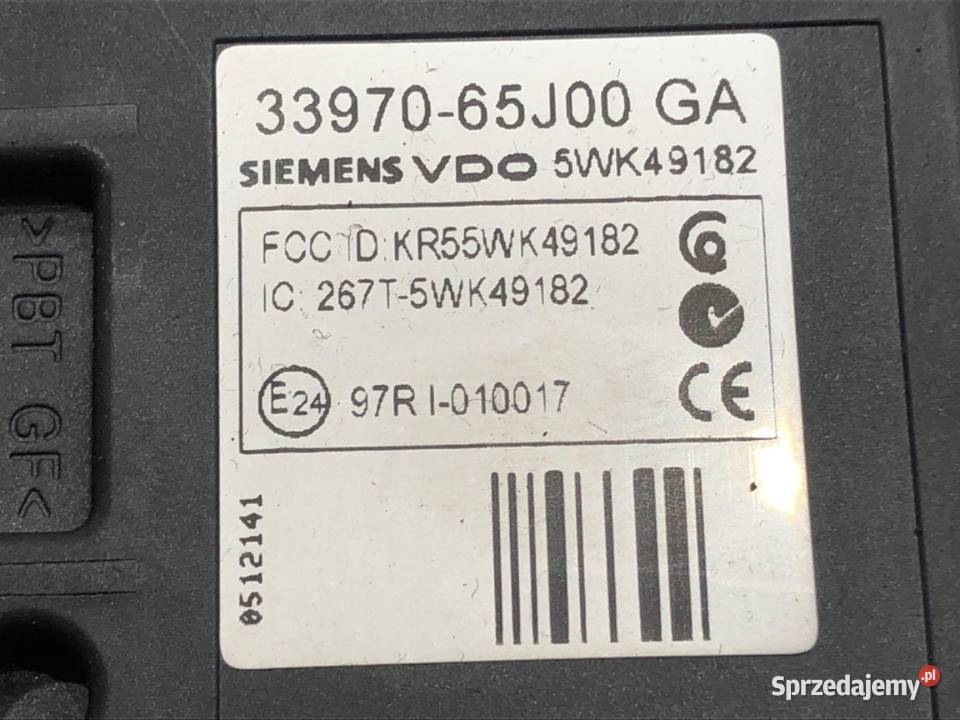 33970-65J00 GA
SIEMENS VDO 5WK49182
FCC ID:KR55WK49182
IC: 267T-5WK49182
E24 97R I-010017
CE
0512141
>PBT GF<
Sprzedajemy.pl